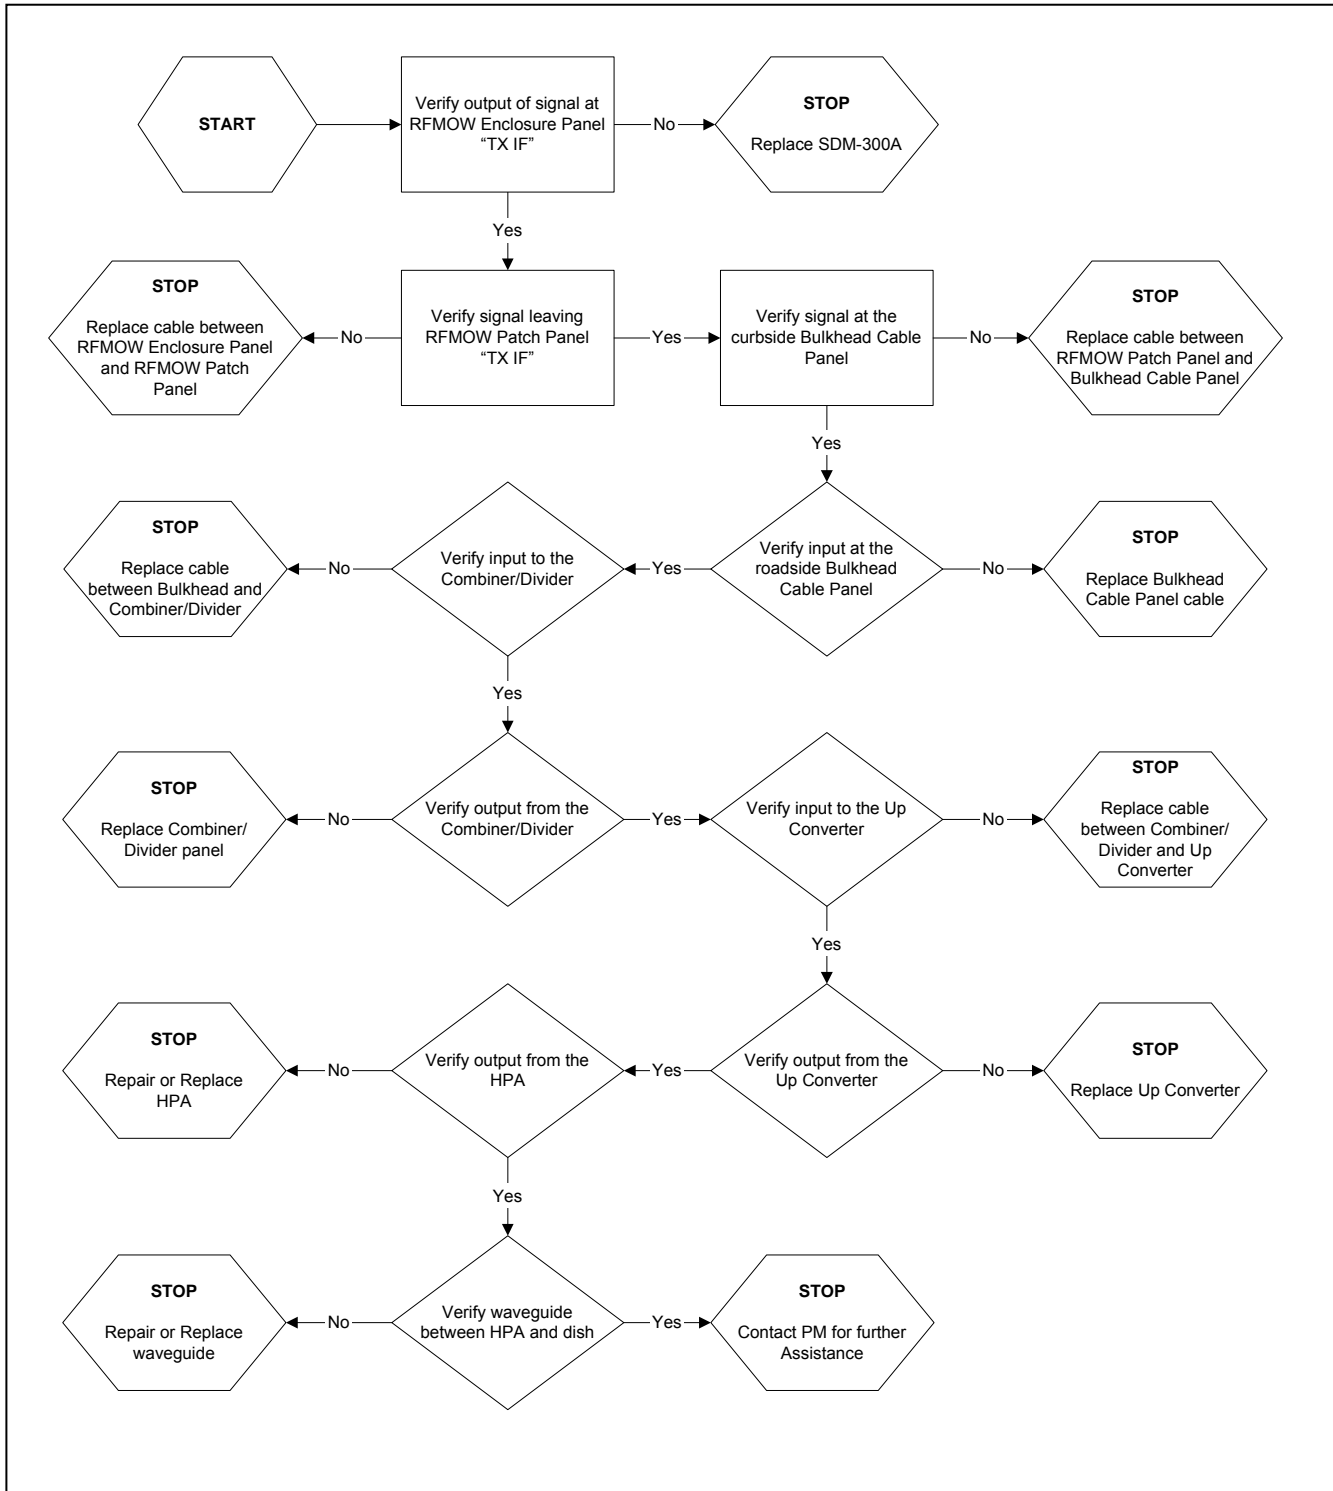 START
Verify output of signal at
RFMOW Enclosure Panel
“TX IF”
No
STOP
Replace SDM-300A
Yes
STOP
Replace cable between
RFMOW Enclosure Panel
and RFMOW Patch
Panel
No
Verify signal leaving
RFMOW Patch Panel
“TX IF”
Yes
Verify signal at the
curbside Bulkhead Cable
Panel
No
STOP
Replace cable between
RFMOW Patch Panel and
Bulkhead Cable Panel
Yes
STOP
Replace cable
between Bulkhead and
Combiner/Divider
No
Verify input to the
Combiner/Divider
Yes
Verify input at the
roadside Bulkhead
Cable Panel
No
STOP
Replace Bulkhead
Cable Panel cable
Yes
STOP
Replace Combiner/
Divider panel
No
Verify output from the
Combiner/Divider
Yes
Verify input to the Up
Converter
No
STOP
Replace cable
between Combiner/
Divider and Up
Converter
Yes
STOP
Repair or Replace
HPA
No
Verify output from the
HPA
Yes
Verify output from the
Up Converter
No
STOP
Replace Up Converter
Yes
STOP
Repair or Replace
waveguide
No
Verify waveguide
between HPA and dish
Yes
STOP
Contact PM for further
Assistance